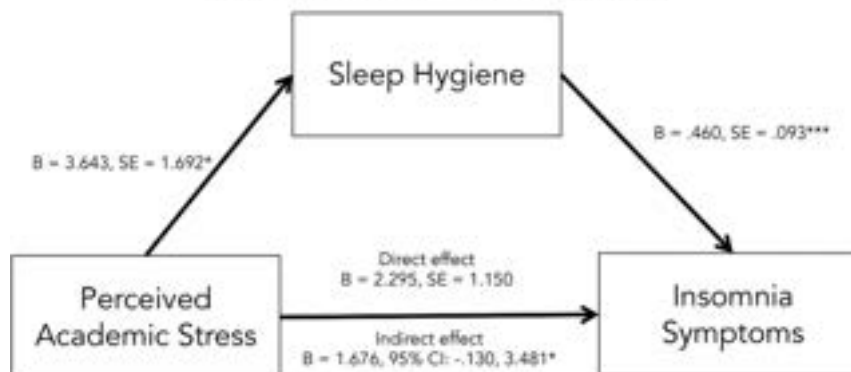 Sleep Hygiene
B = 3.643, SE = 1.692*
B = .460, SE = .093***
Perceived
Academic Stress
Direct effect
B = 2.295, SE = 1.150
Indirect effect
B = 1.676, 95% CI: -.130, 3.481*
Insomnia
Symptoms